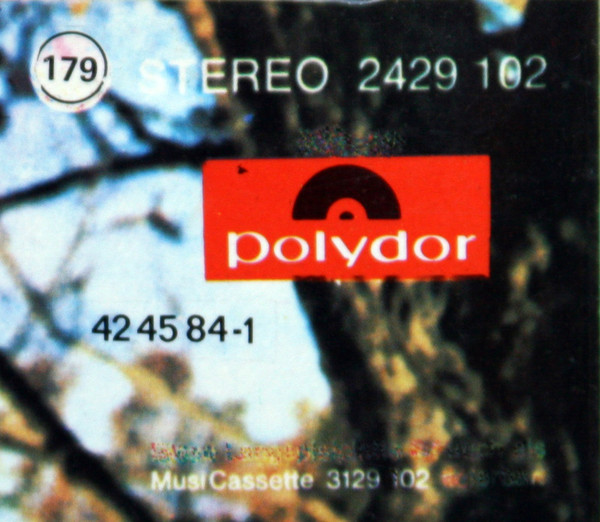 179 STEREO 2429 102
polydor
42 45 84-1
MusiCassette 3129 102